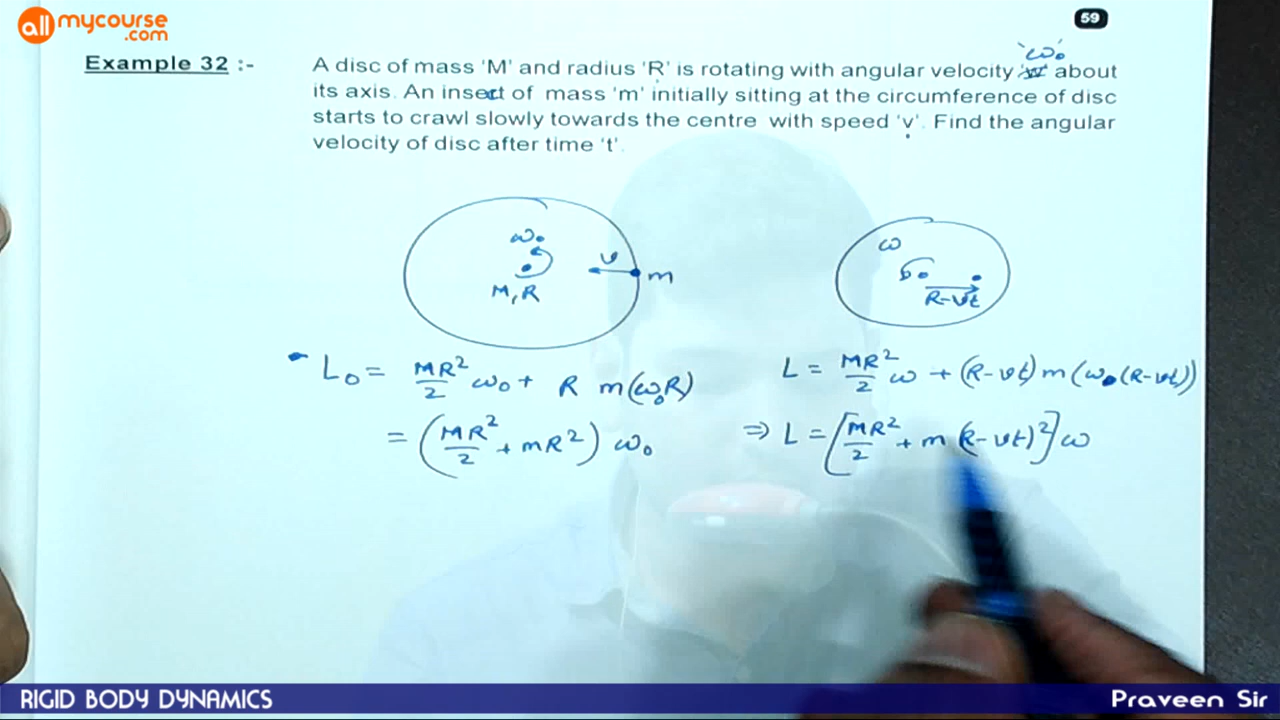 all mycourse .com
59
'ω₀'
Example 32 :- A disc of mass 'M' and radius 'R' is rotating with angular velocity 'w' about
its axis. An insect of mass 'm' initially sitting at the circumference of disc
starts to crawl slowly towards the centre with speed 'v'. Find the angular
velocity of disc after time 't'.
ω₀
v
m
M, R
ω
R-vt
L₀ = MR²/2 ω₀ + R m(ω₀R)
= (MR²/2 + mR²) ω₀
L = MR²/2 ω + (R-vt) m (ω₀(R-vt))
⇒ L = [MR²/2 + m (R-vt)²] ω
RIGID BODY DYNAMICS
Praveen Sir